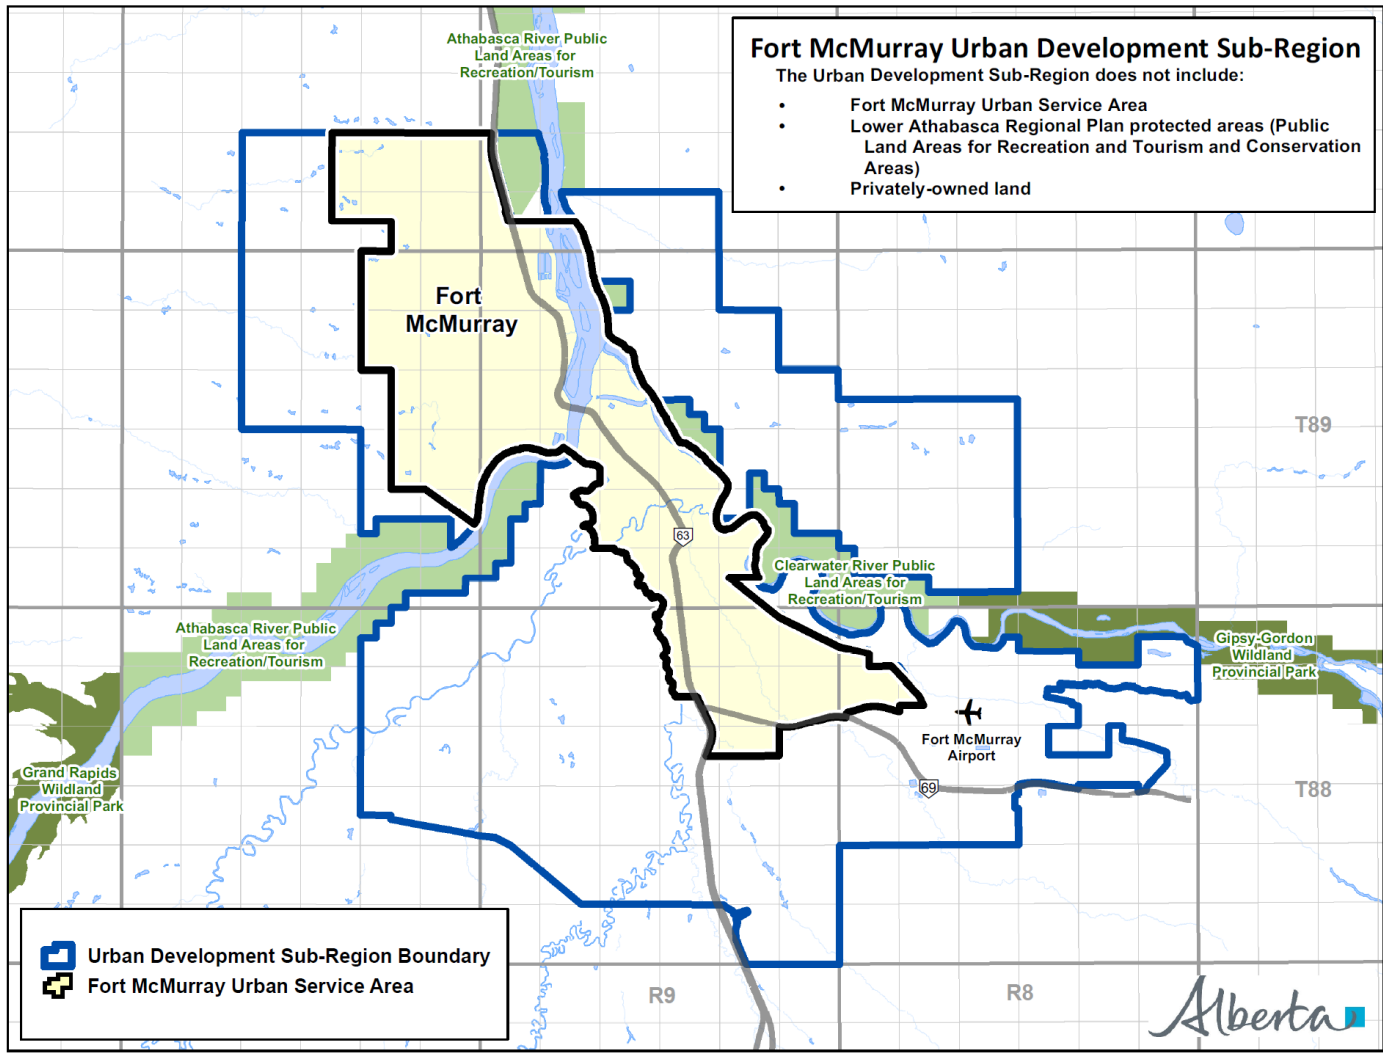 Fort McMurray Urban Development Sub-Region
The Urban Development Sub-Region does not include:
• Fort McMurray Urban Service Area
• Lower Athabasca Regional Plan protected areas (Public
Land Areas for Recreation and Tourism and Conservation
Areas)
• Privately-owned land
Athabasca River Public
Land Areas for
Recreation/Tourism
Fort
McMurray
T89
63
Clearwater River Public
Land Areas for
Recreation/Tourism
Athabasca River Public
Land Areas for
Recreation/Tourism
Gipsy-Gordon
Wildland
Provincial Park
Fort McMurray
Airport
Grand Rapids
Wildland
Provincial Park
69
T88
Urban Development Sub-Region Boundary
Fort McMurray Urban Service Area
R9
R8
Alberta